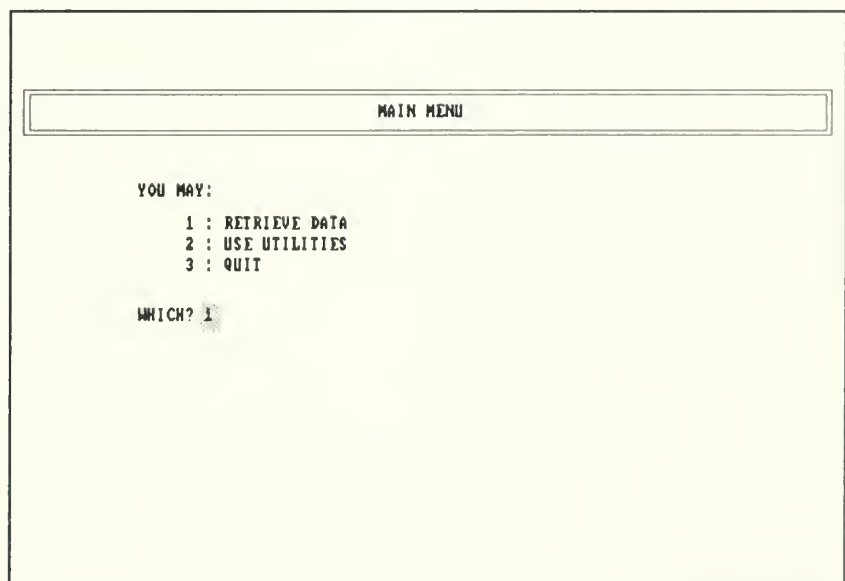 MAIN MENU
YOU MAY:
1 : RETRIEVE DATA
2 : USE UTILITIES
3 : QUIT
WHICH? 1